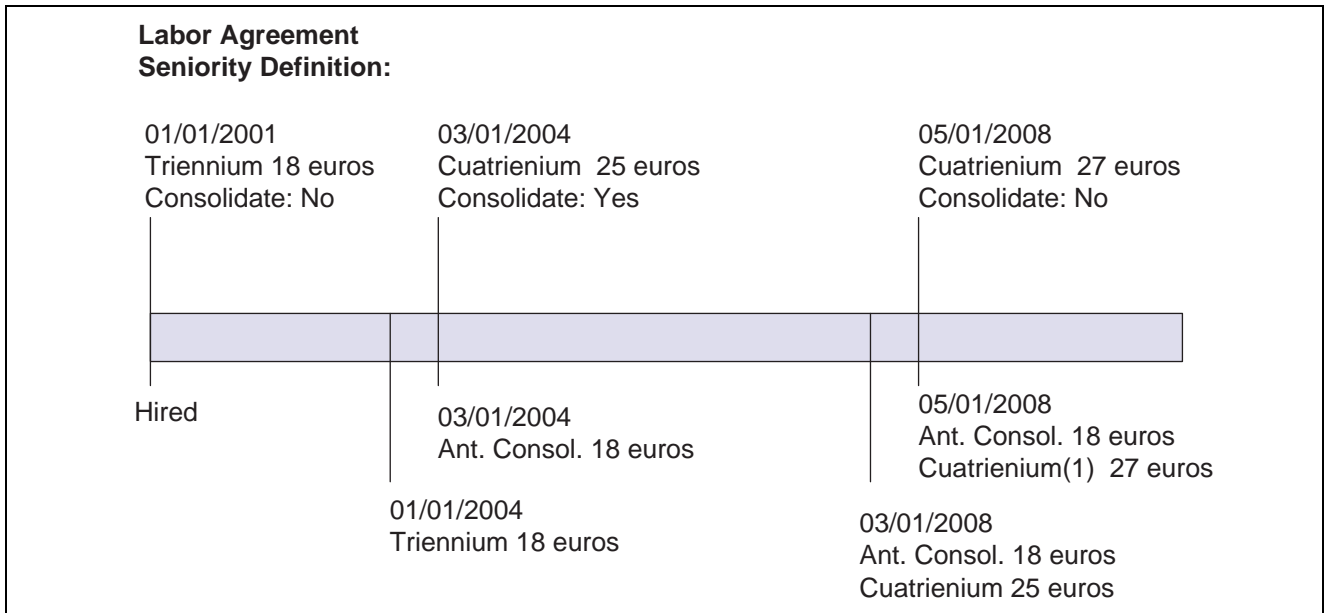 Labor Agreement
Seniority Definition:
01/01/2001
Triennium 18 euros
Consolidate: No
03/01/2004
Cuatrienium 25 euros
Consolidate: Yes
05/01/2008
Cuatrienium 27 euros
Consolidate: No
Hired
03/01/2004
Ant. Consol. 18 euros
05/01/2008
Ant. Consol. 18 euros
Cuatrienium(1) 27 euros
01/01/2004
Triennium 18 euros
03/01/2008
Ant. Consol. 18 euros
Cuatrienium 25 euros